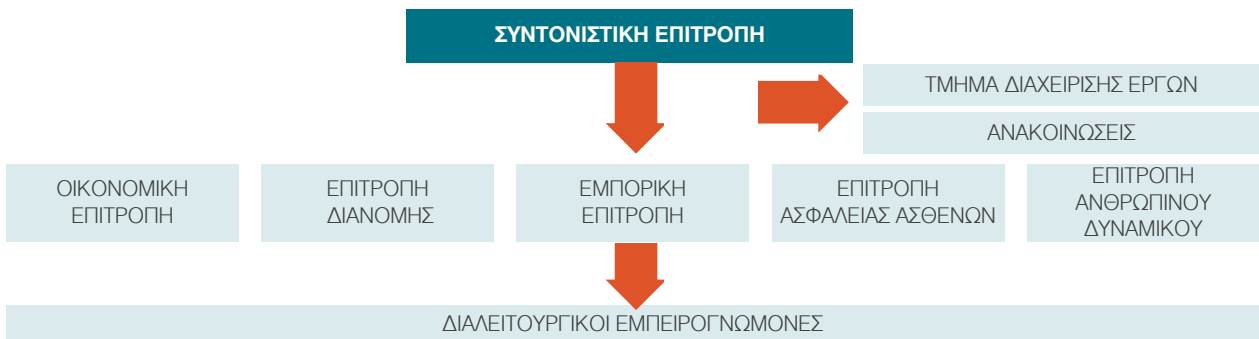 ΣΥΝΤΟΝΙΣΤΙΚΗ ΕΠΙΤΡΟΠΗ
ΤΜΗΜΑ ΔΙΑΧΕΙΡΙΣΗΣ ΕΡΓΩΝ
ΑΝΑΚΟΙΝΩΣΕΙΣ
ΟΙΚΟΝΟΜΙΚΗ
ΕΠΙΤΡΟΠΗ
ΕΠΙΤΡΟΠΗ
ΔΙΑΝΟΜΗΣ
ΕΜΠΟΡΙΚΗ
ΕΠΙΤΡΟΠΗ
ΕΠΙΤΡΟΠΗ
ΑΣΦΑΛΕΙΑΣ ΑΣΘΕΝΩΝ
ΕΠΙΤΡΟΠΗ
ΑΝΘΡΩΠΙΝΟΥ
ΔΥΝΑΜΙΚΟΥ
ΔΙΑΛΕΙΤΟΥΡΓΙΚΟΙ ΕΜΠΕΙΡΟΓΝΩΜΟΝΕΣ